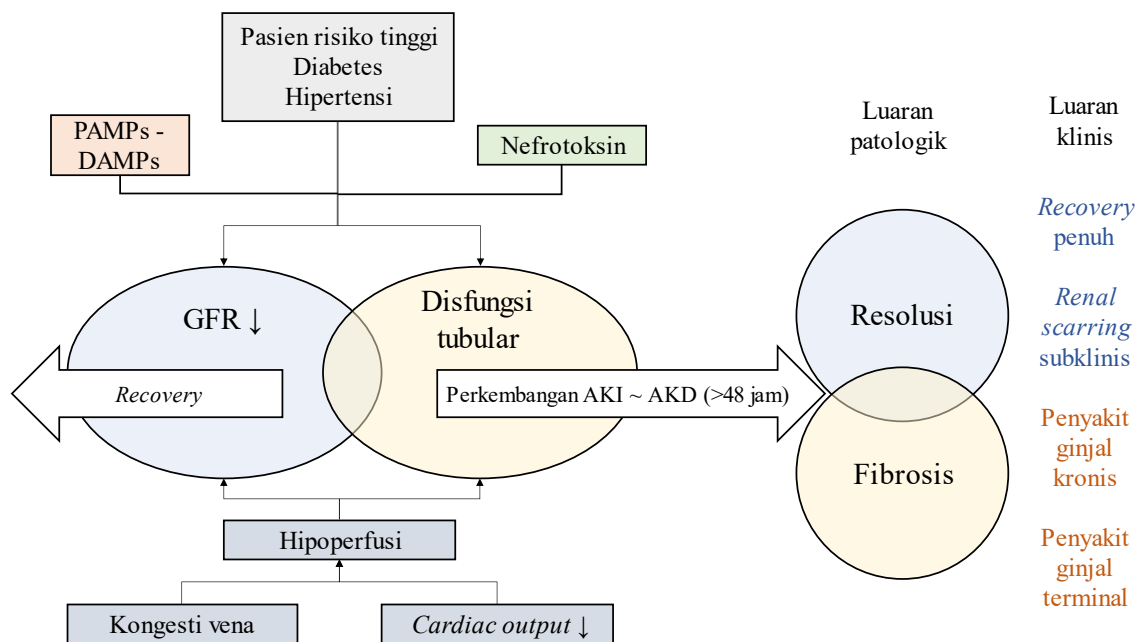 Pasien risiko tinggi
Diabetes
Hipertensi
PAMPs -
DAMPs
Nefrotoksin
GFR ↓
Disfungsi
tubular
Recovery
Perkembangan AKI ~ AKD (>48 jam)
Hipoperfusi
Kongesti vena
Cardiac output ↓
Luaran
patologik
Resolusi
Fibrosis
Luaran
klinis
Recovery
penuh
Renal
scarring
subklinis
Penyakit
ginjal
kronis
Penyakit
ginjal
terminal